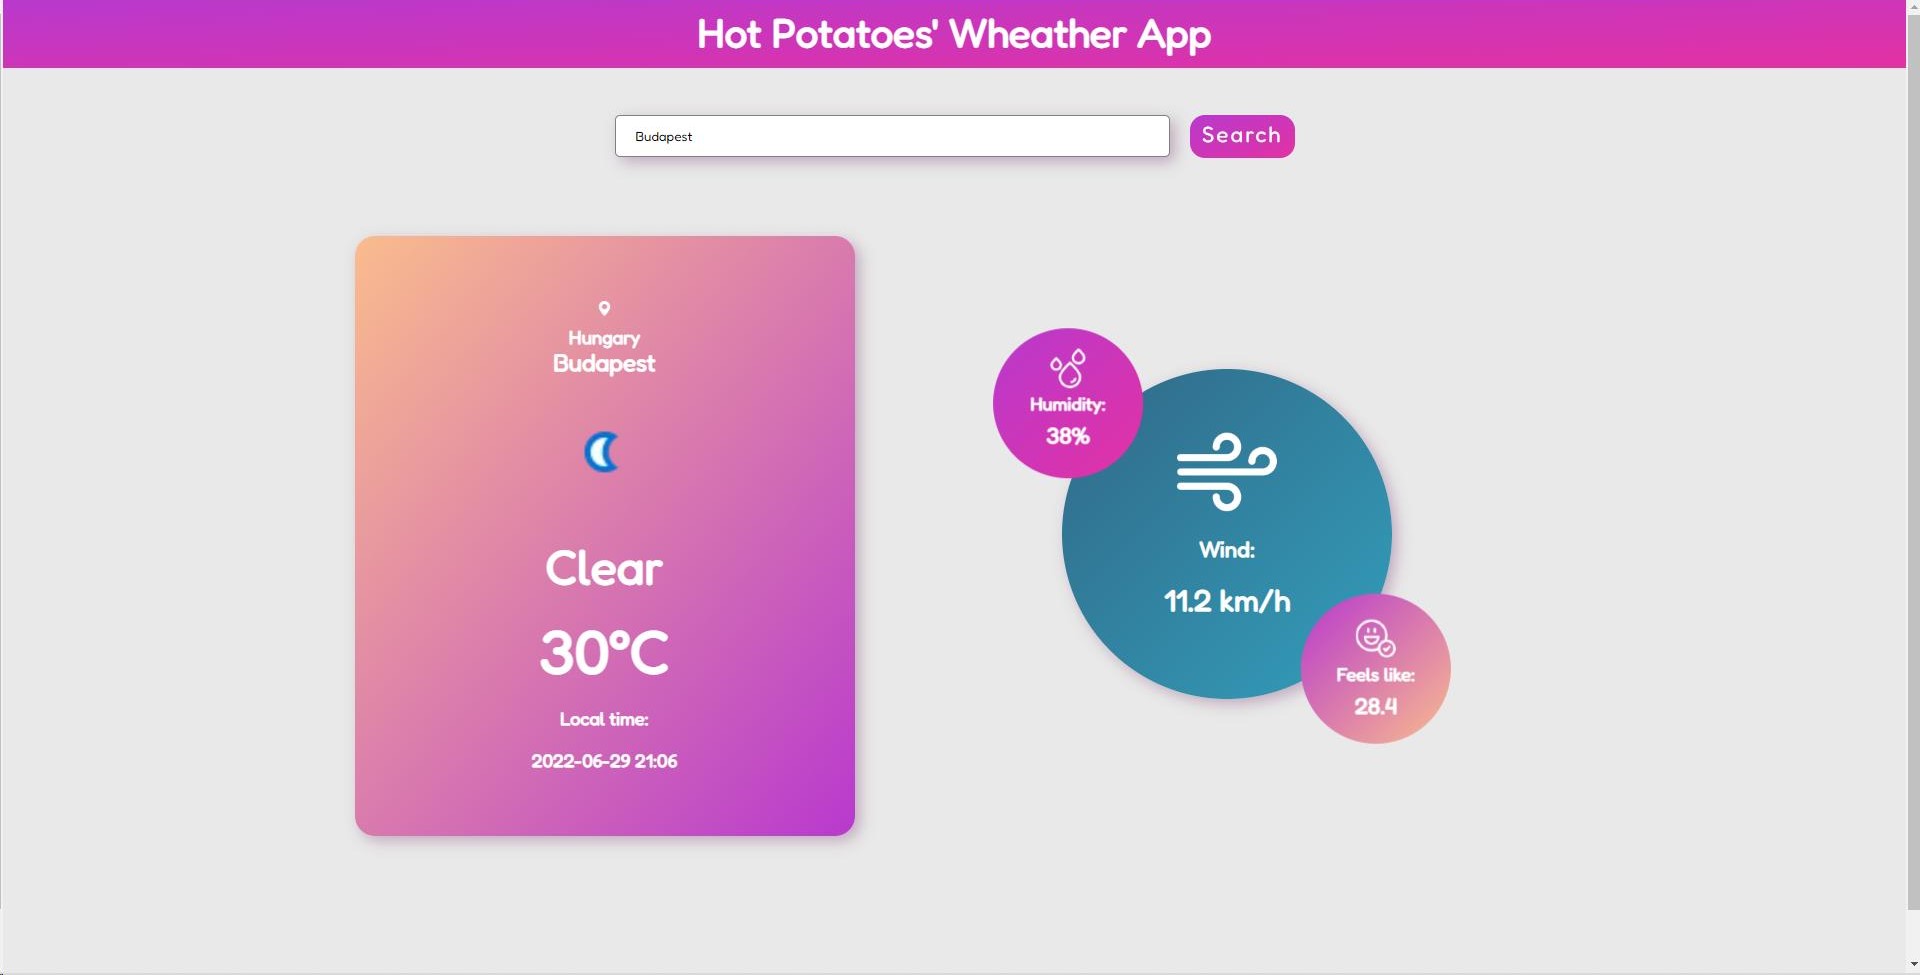 Hot Potatoes' Wheather App
Budapest
Search
Hungary
Budapest
Clear
30°C
Local time:
2022-06-29 21:06
Humidity:
38%
Wind:
11.2 km/h
Feels like:
28.4